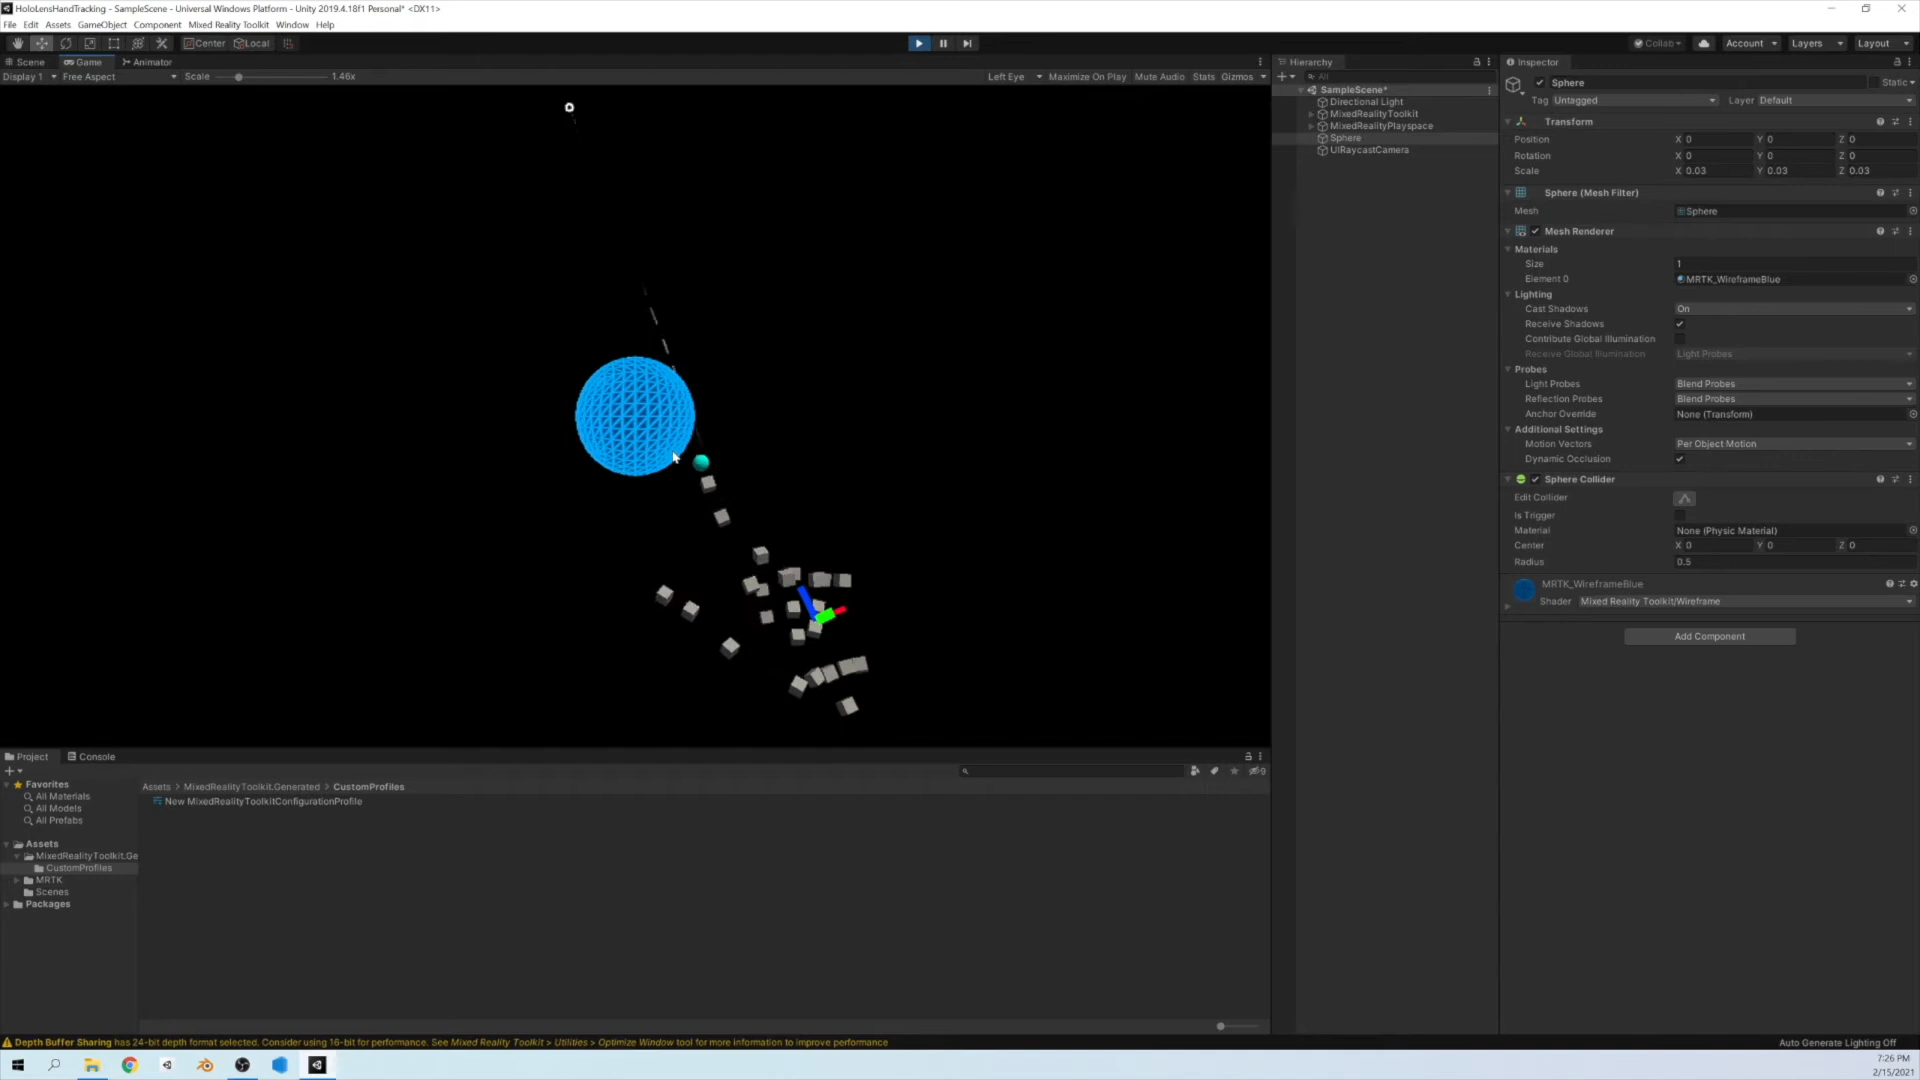 HoloLensHandTracking - SampleScene - Universal Windows Platform - Unity 2019.4.18f1 Personal* <DX11>
File Edit Assets GameObject Component Mixed Reality Toolkit Window Help
Center Local
Collab Account Layers Layout
Scene Game Animator
Display 1 Free Aspect Scale 1.46x Left Eye Maximize On Play Mute Audio Stats Gizmos
Hierarchy
All
SampleScene*
Directional Light
MixedRealityToolkit
MixedRealityPlayspace
Sphere
UIRaycastCamera
Inspector
Sphere Static
Tag Untagged Layer Default
Transform
Position X 0 Y 0 Z 0
Rotation X 0 Y 0 Z 0
Scale X 0.03 Y 0.03 Z 0.03
Sphere (Mesh Filter)
Mesh Sphere
Mesh Renderer
Materials
Size 1
Element 0 MRTK_WireframeBlue
Lighting
Cast Shadows On
Receive Shadows
Contribute Global Illumination
Receive Global Illumination Light Probes
Probes
Light Probes Blend Probes
Reflection Probes Blend Probes
Anchor Override None (Transform)
Additional Settings
Motion Vectors Per Object Motion
Dynamic Occlusion
Sphere Collider
Edit Collider
Is Trigger
Material None (Physic Material)
Center X 0 Y 0 Z 0
Radius 0.5
MRTK_WireframeBlue
Shader Mixed Reality Toolkit/Wireframe
Add Component
Project Console
9
Favorites
All Materials
All Models
All Prefabs
Assets
MixedRealityToolkit.Ge
CustomProfiles
MRTK
Scenes
Packages
Assets > MixedRealityToolkit.Generated > CustomProfiles
New MixedRealityToolkitConfigurationProfile
Depth Buffer Sharing has 24-bit depth format selected. Consider using 16-bit for performance. See Mixed Reality Toolkit > Utilities > Optimize Window tool for more information to improve performance
Auto Generate Lighting Off
7:26 PM
2/15/2021